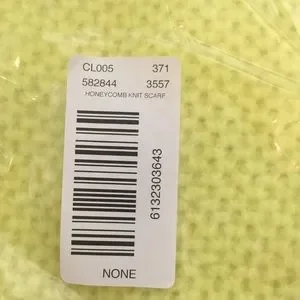 CL005 371
582844 3557
HONEYCOMB KNIT SCARF
6132303643
NONE